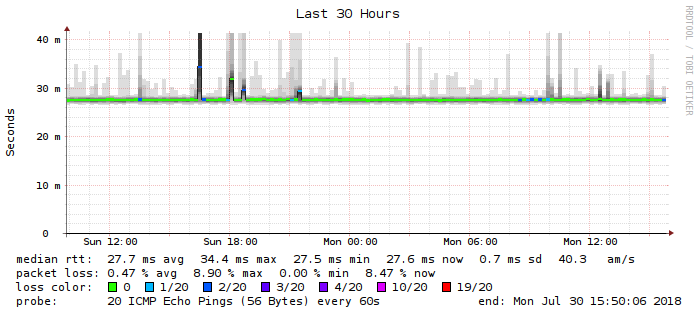 Last 30 Hours
RRDTOOL / TOBI OETIKER
Seconds
40 m
30 m
20 m
10 m
0
Sun 12:00 Sun 18:00 Mon 00:00 Mon 06:00 Mon 12:00
median rtt: 27.7 ms avg 34.4 ms max 27.5 ms min 27.6 ms now 0.7 ms sd 40.3 am/s
packet loss: 0.47 % avg 8.90 % max 0.00 % min 8.47 % now
loss color: 0 1/20 2/20 3/20 4/20 10/20 19/20
probe: 20 ICMP Echo Pings (56 Bytes) every 60s end: Mon Jul 30 15:50:06 2018